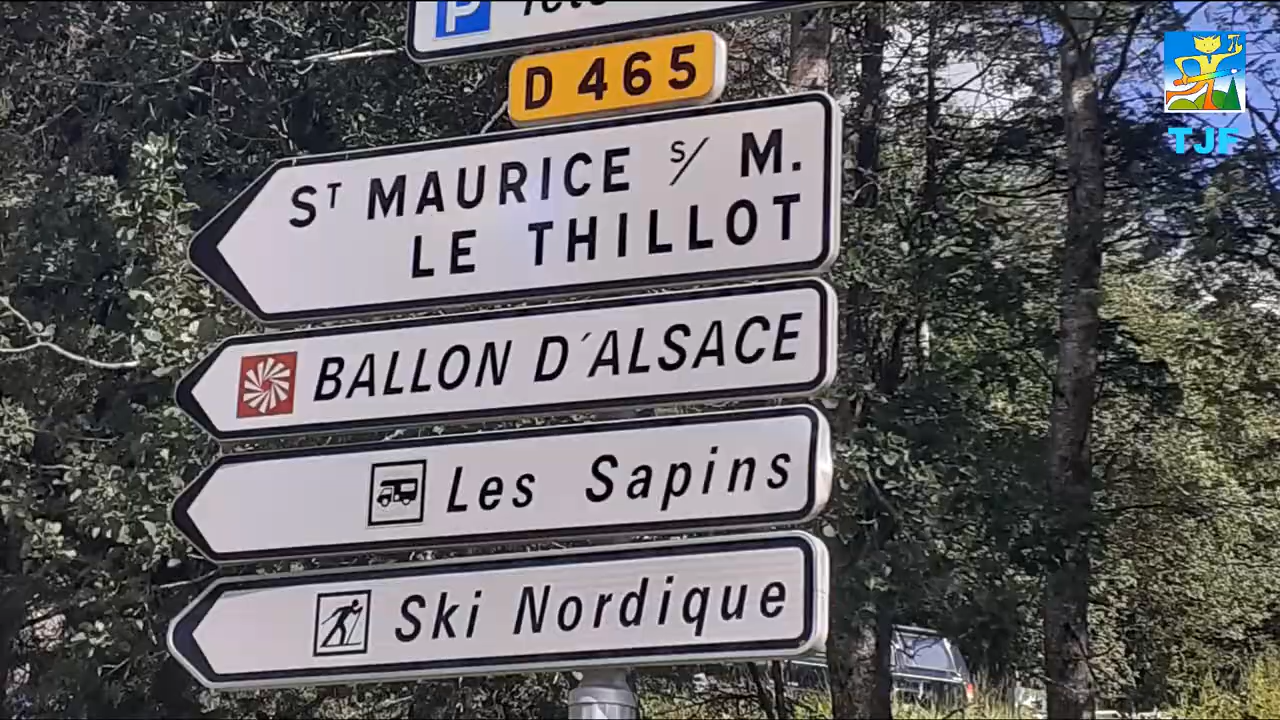 P
D 465
ST MAURICE S/ M.
LE THILLOT
BALLON D'ALSACE
Les Sapins
Ski Nordique
TJF